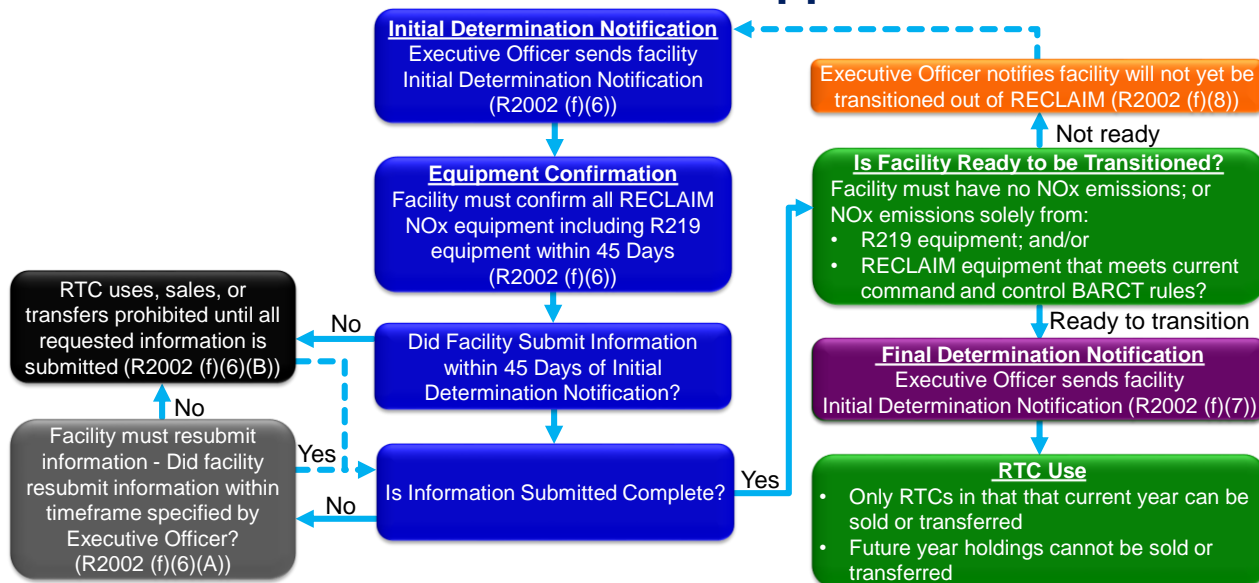 Initial Determination Notification
Executive Officer sends facility
Initial Determination Notification
(R2002 (f)(6))
Equipment Confirmation
Facility must confirm all RECLAIM
NOx equipment including R219
equipment within 45 Days
(R2002 (f)(6))
Did Facility Submit Information
within 45 Days of Initial
Determination Notification?
No
RTC uses, sales, or
transfers prohibited until all
requested information is
submitted (R2002 (f)(6)(B))
No
Facility must resubmit
information - Did facility
resubmit information within
timeframe specified by
Executive Officer?
(R2002 (f)(6)(A))
Yes
No
Is Information Submitted Complete?
Yes
Executive Officer notifies facility will not yet be
transitioned out of RECLAIM (R2002 (f)(8))
Not ready
Is Facility Ready to be Transitioned?
Facility must have no NOx emissions; or
NOx emissions solely from:
• R219 equipment; and/or
• RECLAIM equipment that meets current
command and control BARCT rules?
Ready to transition
Final Determination Notification
Executive Officer sends facility
Initial Determination Notification (R2002 (f)(7))
RTC Use
• Only RTCs in that that current year can be
sold or transferred
• Future year holdings cannot be sold or
transferred